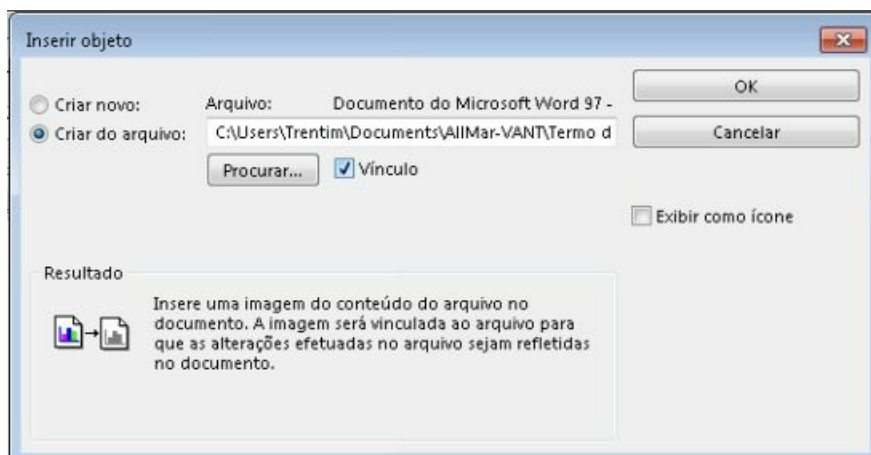 Inserir objeto
OK
Criar novo:
Arquivo:
Documento do Microsoft Word 97 -
Criar do arquivo:
C:\Users\Trentim\Documents\AllMar-VANT\Termo d
Cancelar
Procurar...
Vínculo
Exibir como ícone
Resultado
Insere uma imagem do conteúdo do arquivo no
documento. A imagem será vinculada ao arquivo para
que as alterações efetuadas no arquivo sejam refletidas
no documento.